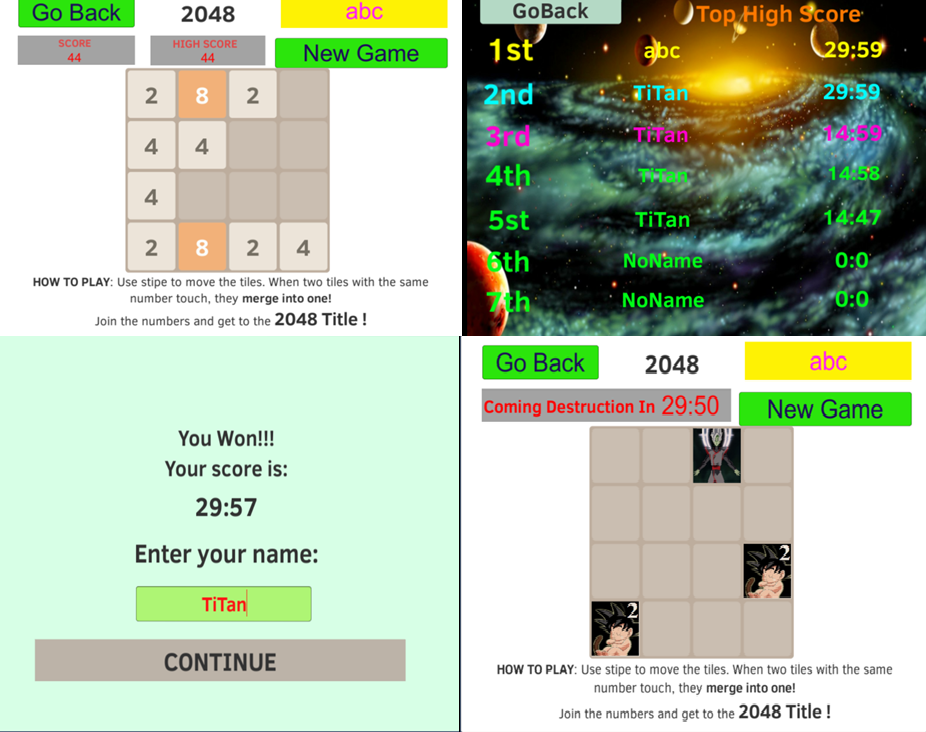 Go Back 2048 abc
SCORE
44
HIGH SCORE
44
New Game
2 8 2
4 4
4
2 8 2 4
HOW TO PLAY: Use stipe to move the tiles. When two tiles with the same
number touch, they merge into one!
Join the numbers and get to the 2048 Title !
GoBack Top High Score
1st abc 29:59
2nd TiTan 29:59
3rd TiTan 14:59
4th TiTan 14:58
5st TiTan 14:47
6th NoName 0:0
7th NoName 0:0
You Won!!!
Your score is:
29:57
Enter your name:
TiTan
CONTINUE
Go Back 2048 abc
Coming Destruction In 29:50 New Game
2
2
HOW TO PLAY: Use stipe to move the tiles. When two tiles with the same
number touch, they merge into one!
Join the numbers and get to the 2048 Title !